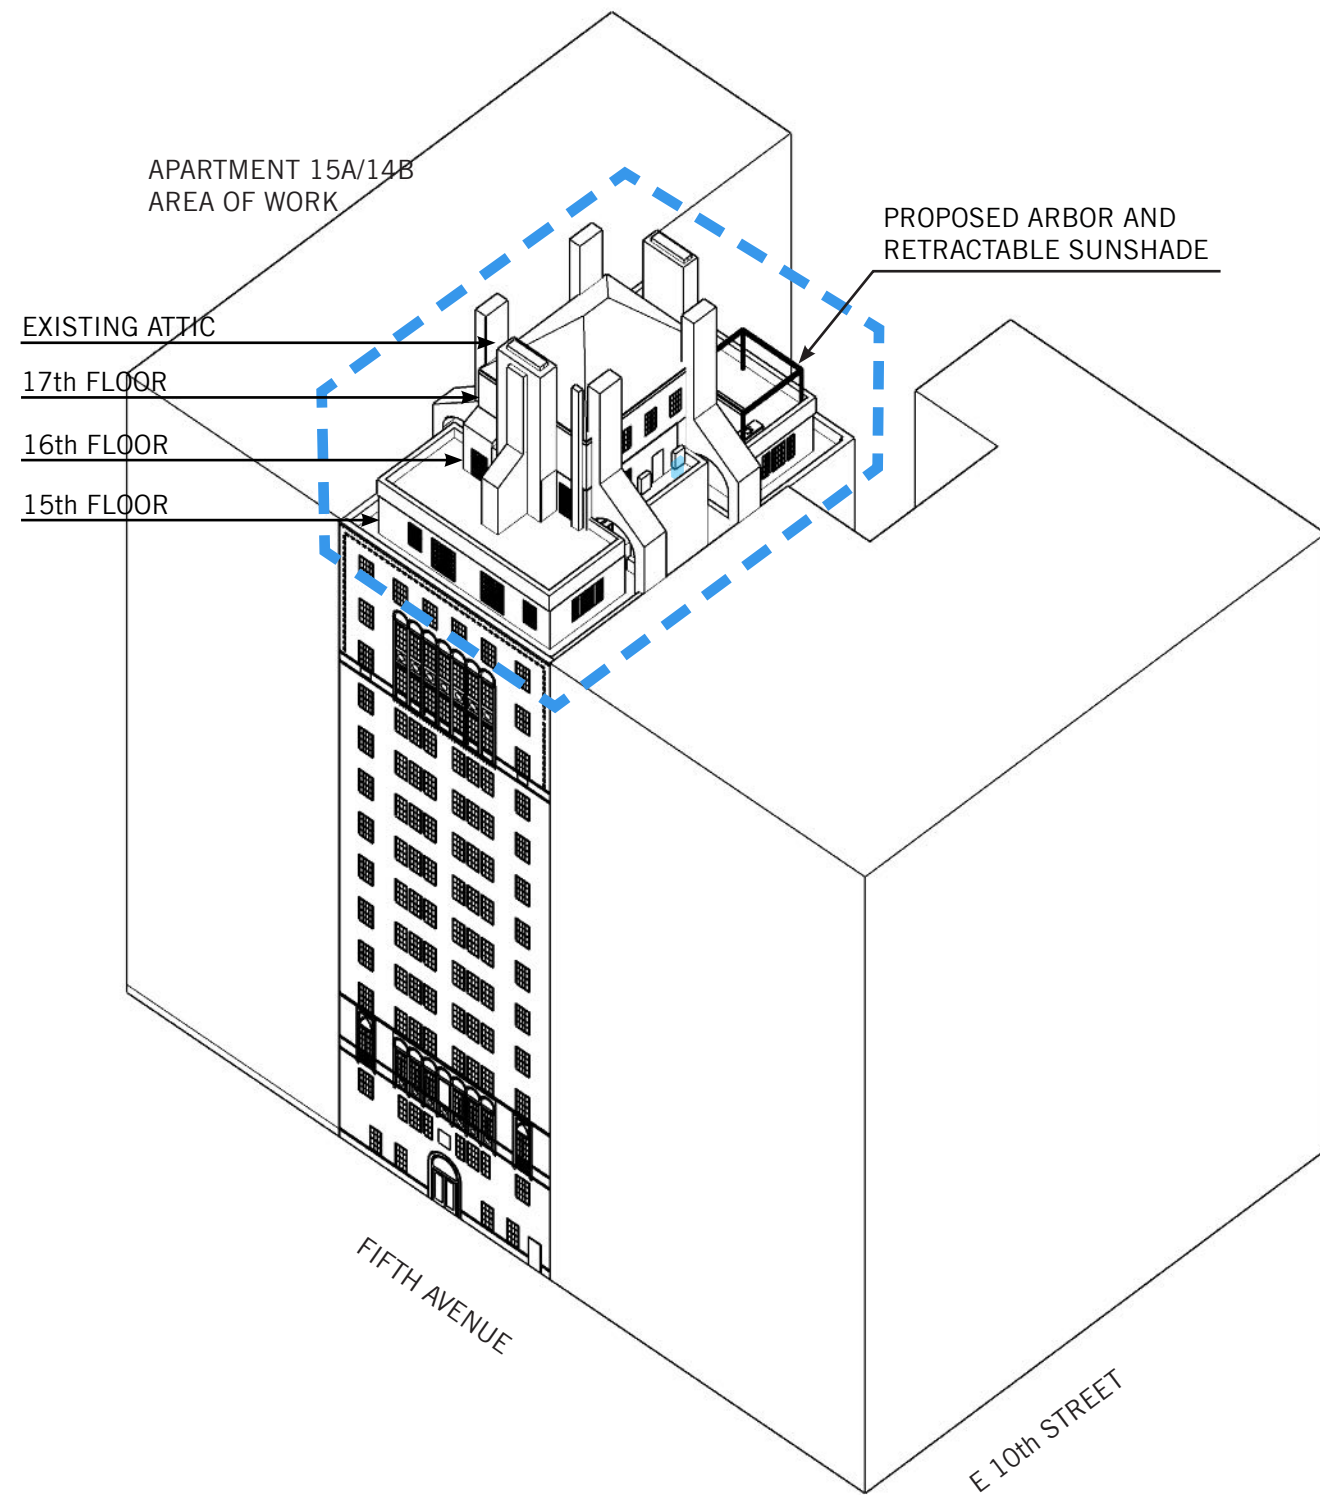 APARTMENT 15A/14B
AREA OF WORK
PROPOSED ARBOR AND
RETRACTABLE SUNSHADE
EXISTING ATTIC
17th FLOOR
16th FLOOR
15th FLOOR
FIFTH AVENUE
E 10th STREET